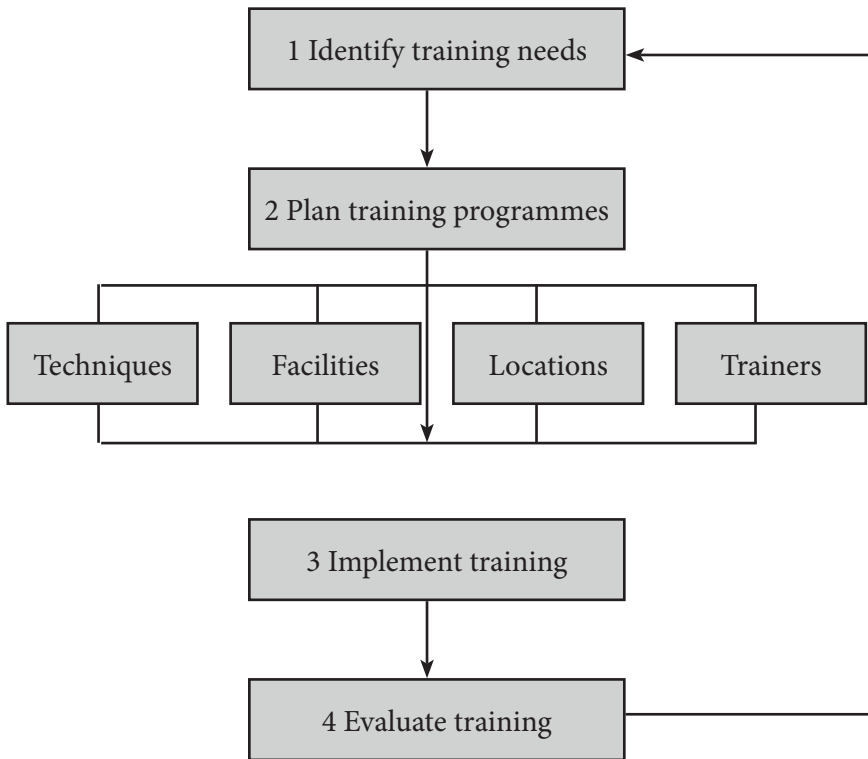 1 Identify training needs
2 Plan training programmes
Techniques
Facilities
Locations
Trainers
3 Implement training
4 Evaluate training